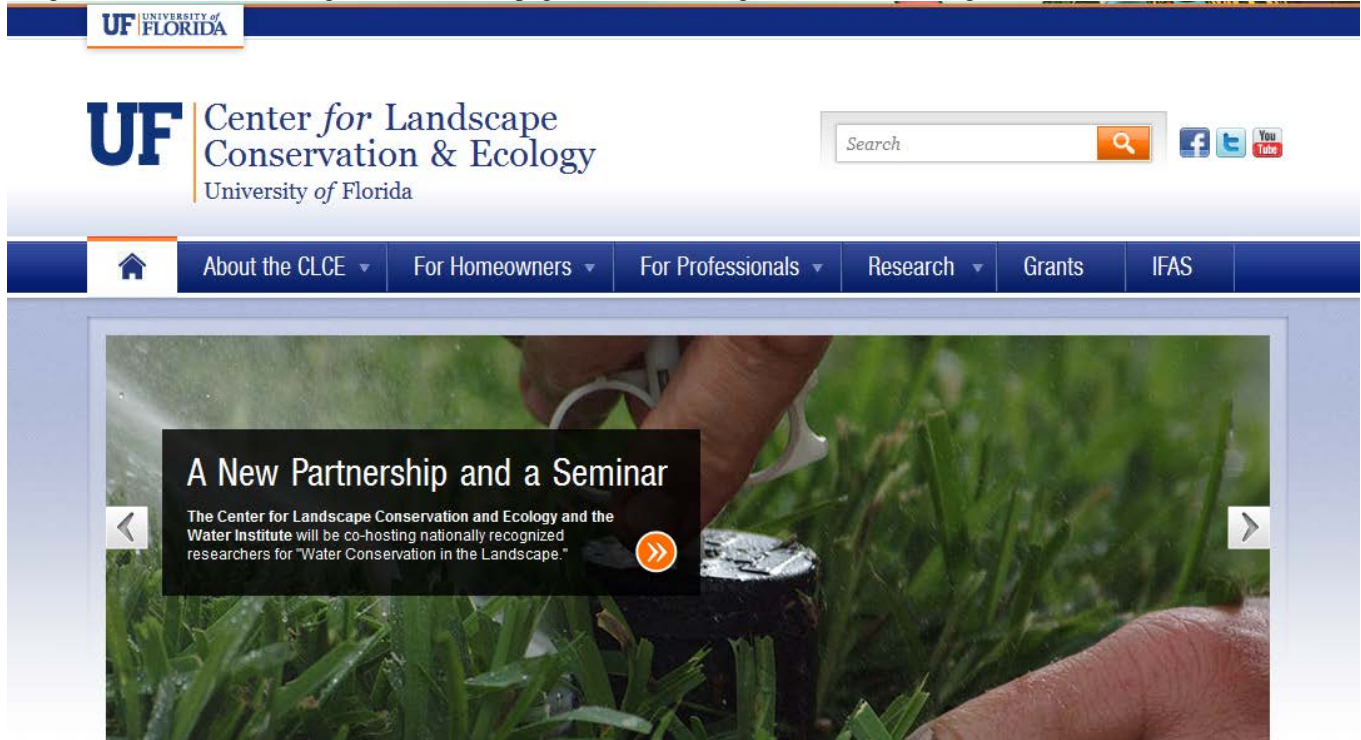 UF UNIVERSITY of
FLORIDA
UF
Center for Landscape
Conservation & Ecology
University of Florida
Search
You
Tube
About the CLCE
For Homeowners
For Professionals
Research
Grants
IFAS
A New Partnership and a Seminar
The Center for Landscape Conservation and Ecology and the
Water Institute will be co-hosting nationally recognized
researchers for "Water Conservation in the Landscape."